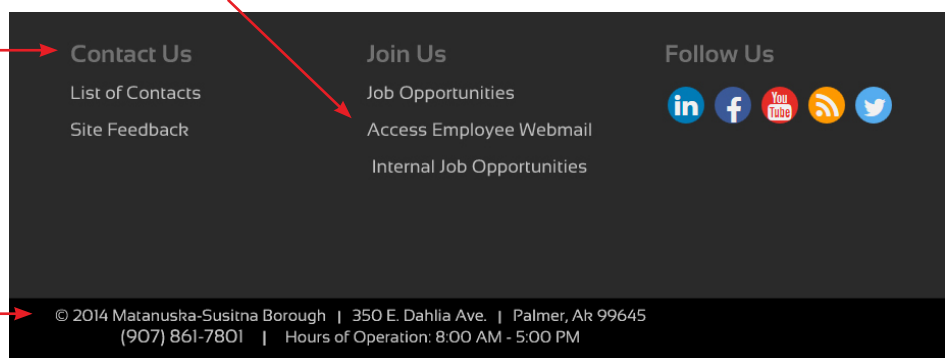 Contact Us
List of Contacts
Site Feedback
Join Us
Job Opportunities
Access Employee Webmail
Internal Job Opportunities
Follow Us
in f You Tube
© 2014 Matanuska-Susitna Borough | 350 E. Dahlia Ave. | Palmer, Ak 99645
(907) 861-7801 | Hours of Operation: 8:00 AM - 5:00 PM